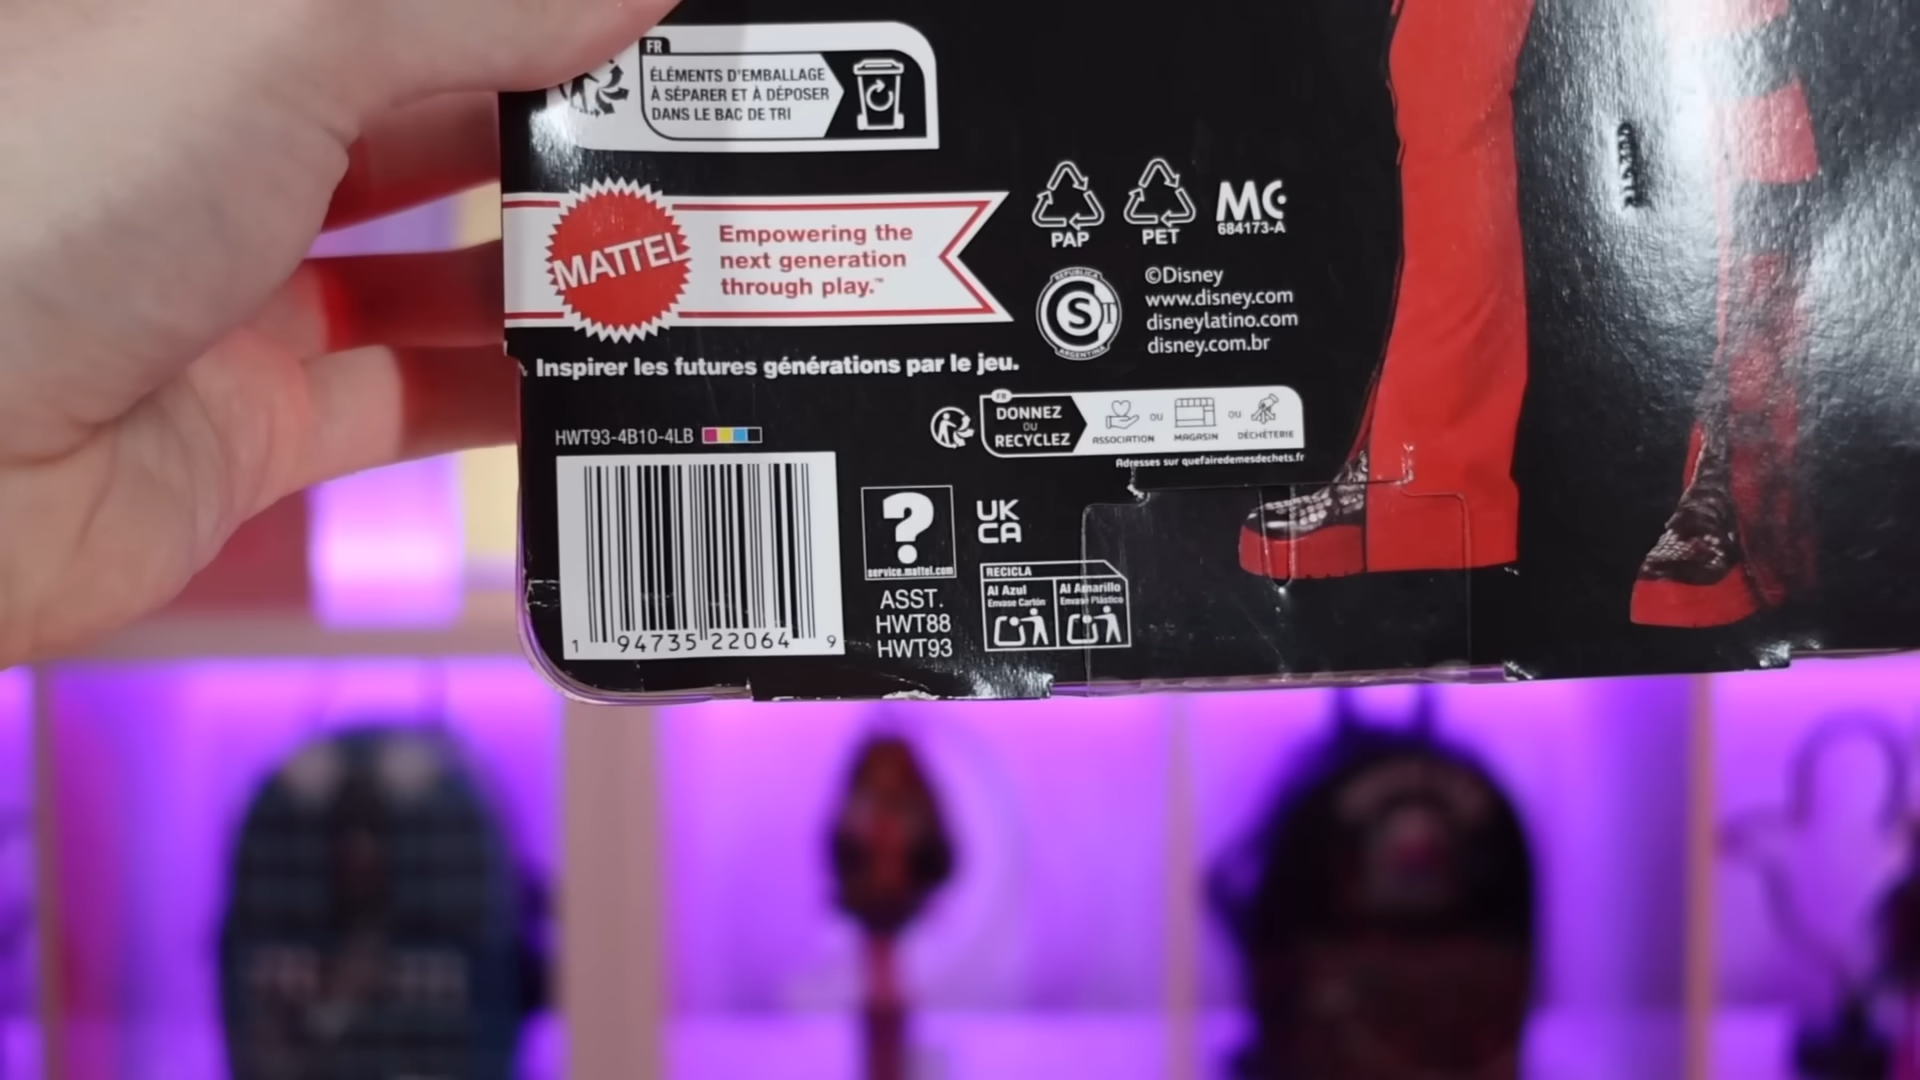 FR
ÉLÉMENTS D'EMBALLAGE
À SÉPARER ET À DÉPOSER
DANS LE BAC DE TRI
MATTEL
Empowering the
next generation
through play.™
Inspirer les futures générations par le jeu.
PAP
PET
MC
684173-A
REPUBLICA
S
ARGENTINA
©Disney
www.disney.com
disneylatino.com
disney.com.br
FR
DONNEZ
OU
RECYCLEZ
ASSOCIATION
OU
MAGASIN
OU
DÉCHÈTERIE
Adresses sur quefairedemesdechets.fr
HWT93-4B10-4LB
1 94735 22064 9
?
service.mattel.com
ASST.
HWT88
HWT93
UK
CA
RECICLA
Al Azul
Envase Cartón
Al Amarillo
Envase Plástico